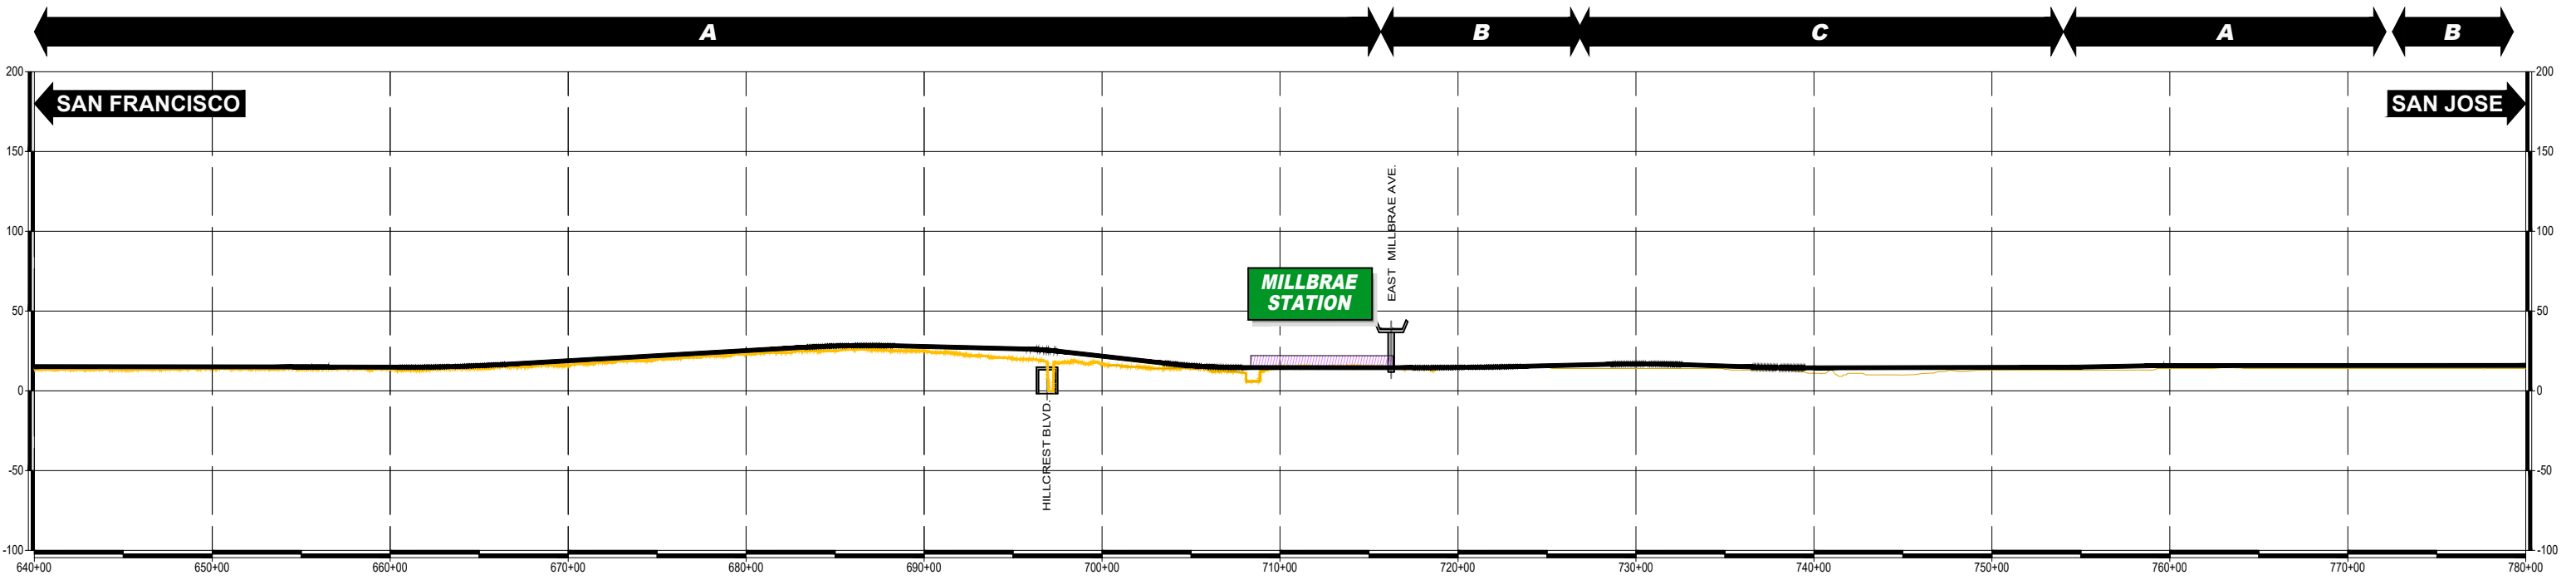 A B C A B
200 200
SAN FRANCISCO SAN JOSE
150 150
EAST MILLBRAE AVE.
100 100
MILLBRAE
STATION
50 50
0 0
HILLCREST BLVD.
-50 -50
-100 -100
640+00 650+00 660+00 670+00 680+00 690+00 700+00 710+00 720+00 730+00 740+00 750+00 760+00 770+00 780+00